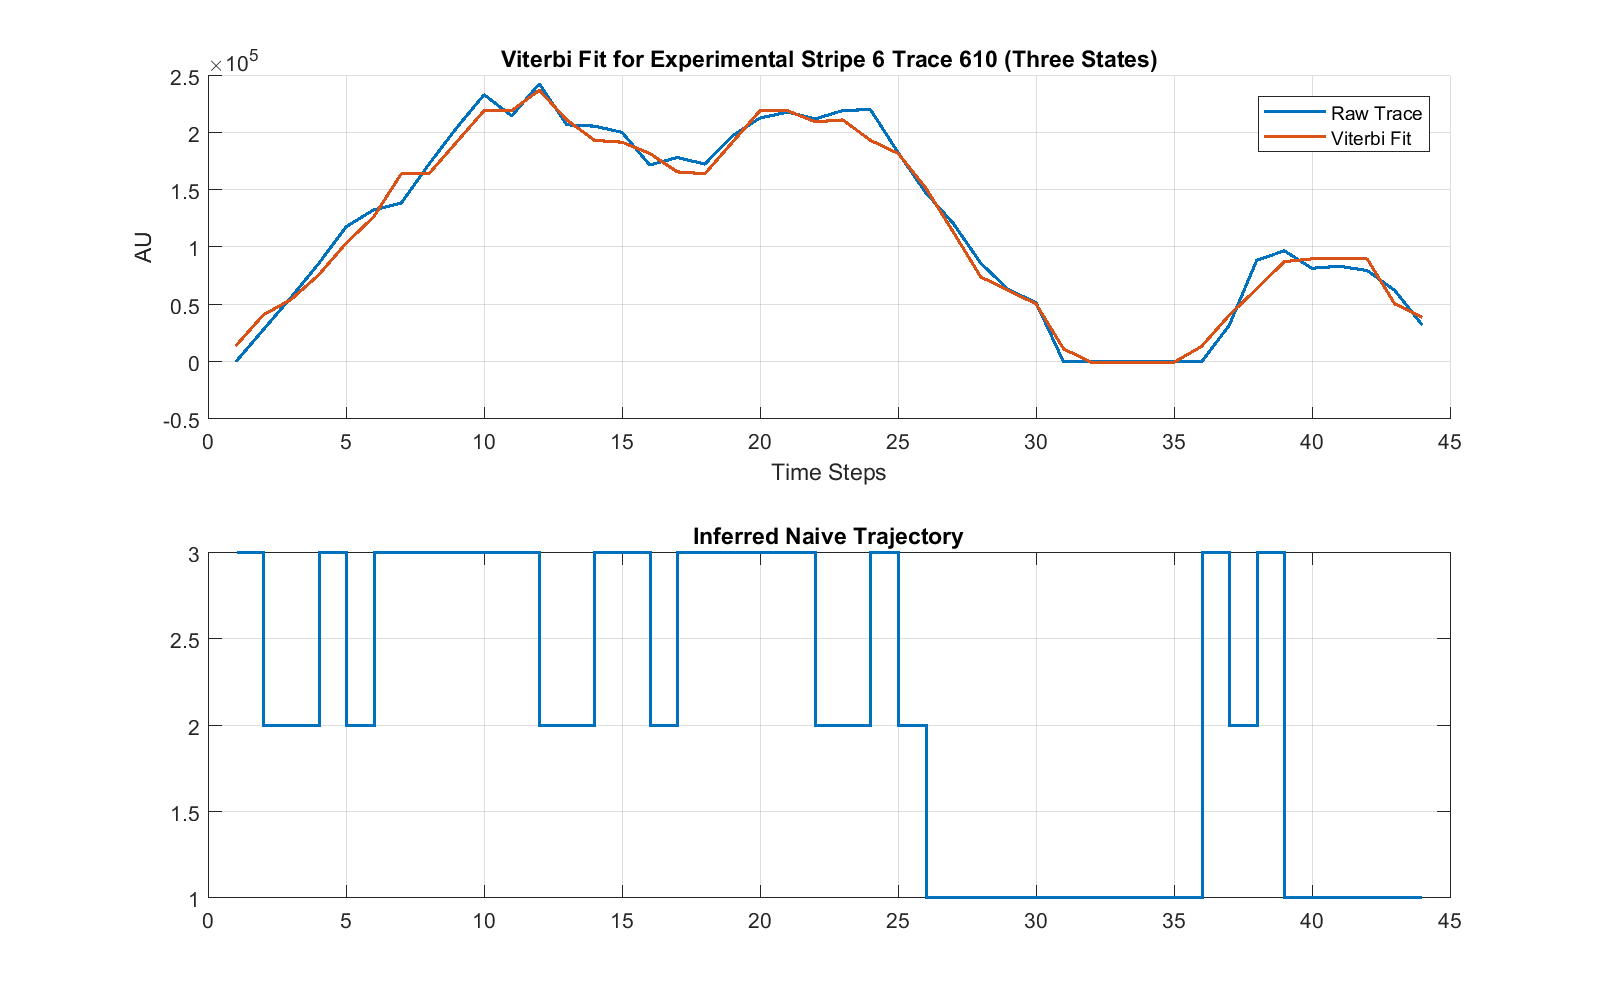 Viterbi Fit for Experimental Stripe 6 Trace 610 (Three States)
×10^5
2.5
2
1.5
1
0.5
0
-0.5
AU
Raw Trace
Viterbi Fit
0 5 10 15 20 25 30 35 40 45
Time Steps
Inferred Naive Trajectory
3
2.5
2
1.5
1
0 5 10 15 20 25 30 35 40 45